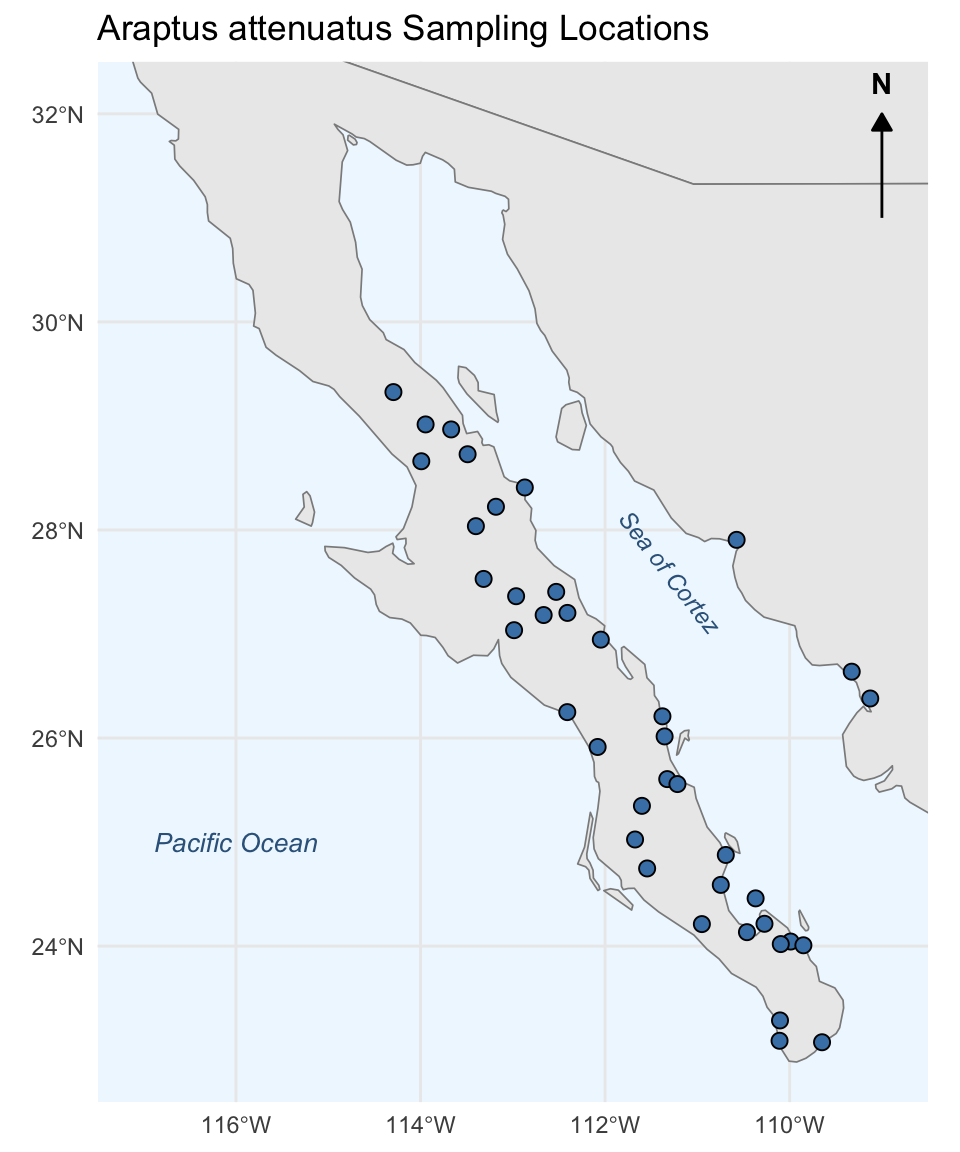 Araptus attenuatus Sampling Locations
N
32°N
30°N
28°N
26°N
24°N
Sea of Cortez
Pacific Ocean
116°W
114°W
112°W
110°W